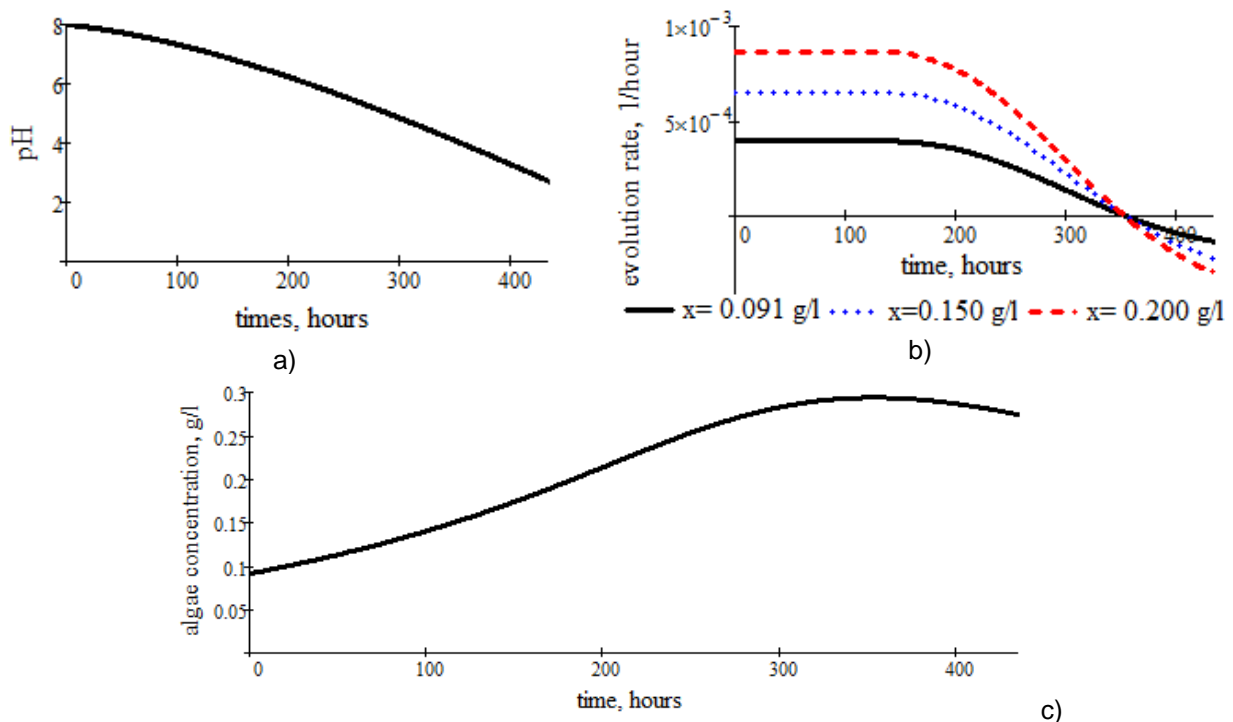 8
6
4
2
pH
0 100 200 300 400
times, hours
a)
1×10⁻³
5×10⁻⁴
evolution rate, 1/hour
0 100 200 300 400
time, hours
x= 0.091 g/l x=0.150 g/l x= 0.200 g/l
b)
0.3
0.25
0.2
0.15
0.1
0.05
algae concentration, g/l
0 100 200 300 400
time, hours
c)